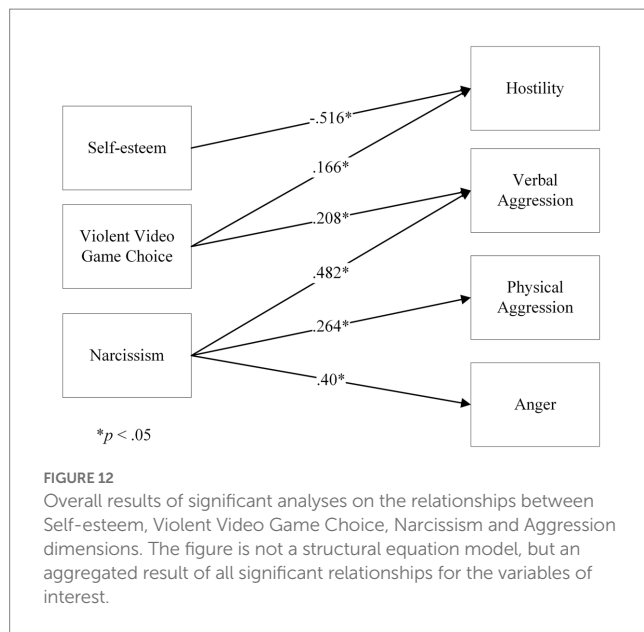 Self-esteem
Violent Video
Game Choice
Narcissism
-.516*
.166*
.208*
.482*
.264*
.40*
Hostility
Verbal
Aggression
Physical
Aggression
Anger
*p < .05
FIGURE 12
Overall results of significant analyses on the relationships between
Self-esteem, Violent Video Game Choice, Narcissism and Aggression
dimensions. The figure is not a structural equation model, but an
aggregated result of all significant relationships for the variables of
interest.